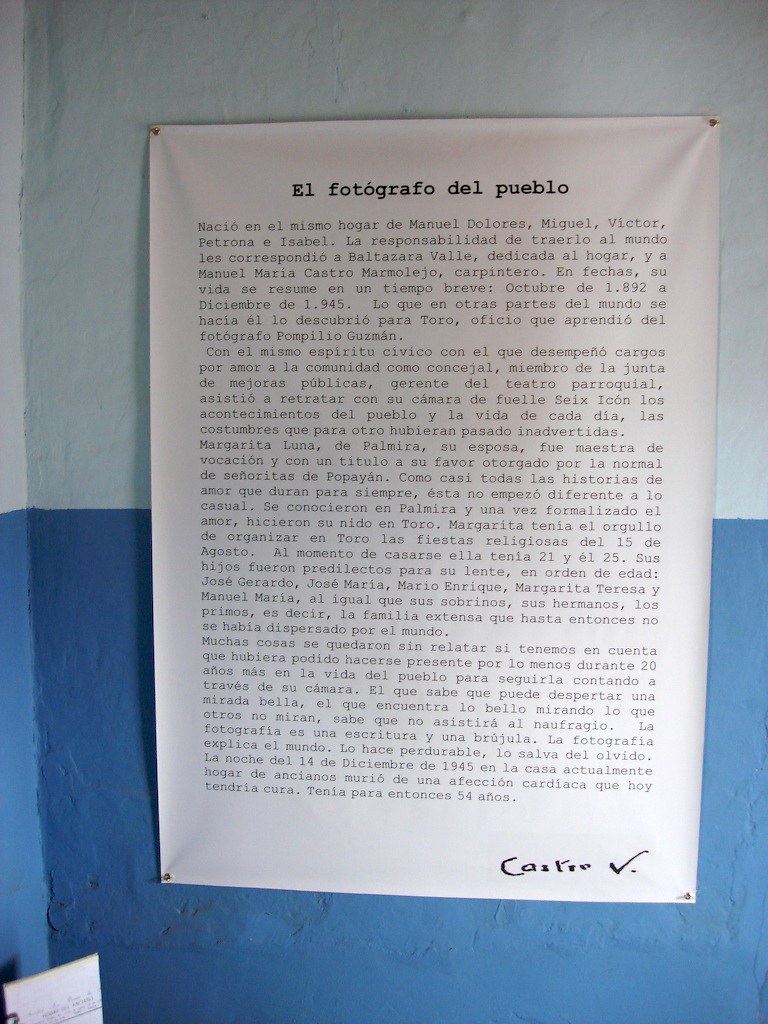 El fotógrafo del pueblo
Nació en el mismo hogar de Manuel Dolores, Miguel, Víctor,
Petrona e Isabel. La responsabilidad de traerlo al mundo
les correspondió a Baltazara Valle, dedicada al hogar, y a
Manuel María Castro Marmolejo, carpintero. En fechas, su
vida se resume en un tiempo breve: Octubre de 1.892 a
Diciembre de 1.945. Lo que en otras partes del mundo se
hacía él lo descubrió para Toro, oficio que aprendió del
fotógrafo Pompilio Guzmán.
Con el mismo espíritu cívico con el que desempeñó cargos
por amor a la comunidad como concejal, miembro de la junta
de mejoras públicas, gerente del teatro parroquial,
asistió a retratar con su cámara de fuelle Seix Icón los
acontecimientos del pueblo y la vida de cada día, las
costumbres que para otro hubieran pasado inadvertidas.
Margarita Luna, de Palmira, su esposa, fue maestra de
vocación y con un título a su favor otorgado por la normal
de señoritas de Popayán. Como casi todas las historias de
amor que duran para siempre, ésta no empezó diferente a lo
casual. Se conocieron en Palmira y una vez formalizado el
amor, hicieron su nido en Toro. Margarita tenía el orgullo
de organizar en Toro las fiestas religiosas del 15 de
Agosto. Al momento de casarse ella tenía 21 y él 25. Sus
hijos fueron predilectos para su lente, en orden de edad:
José Gerardo, José María, Mario Enrique, Margarita Teresa y
Manuel María, al igual que sus sobrinos, sus hermanos, los
primos, es decir, la familia extensa que hasta entonces no
se había dispersado por el mundo.
Muchas cosas se quedaron sin relatar si tenemos en cuenta
que hubiera podido hacerse presente por lo menos durante 20
años más en la vida del pueblo para seguirla contando a
través de su cámara. El que sabe que puede despertar una
mirada bella, el que encuentra lo bello mirando lo que
otros no miran, sabe que no asistirá al naufragio. La
fotografía es una escritura y una brújula. La fotografía
explica el mundo. Lo hace perdurable, lo salva del olvido.
La noche del 14 de Diciembre de 1945 en la casa actualmente
hogar de ancianos murió de una afección cardíaca que hoy
tendría cura. Tenía para entonces 54 años.
Castro V.